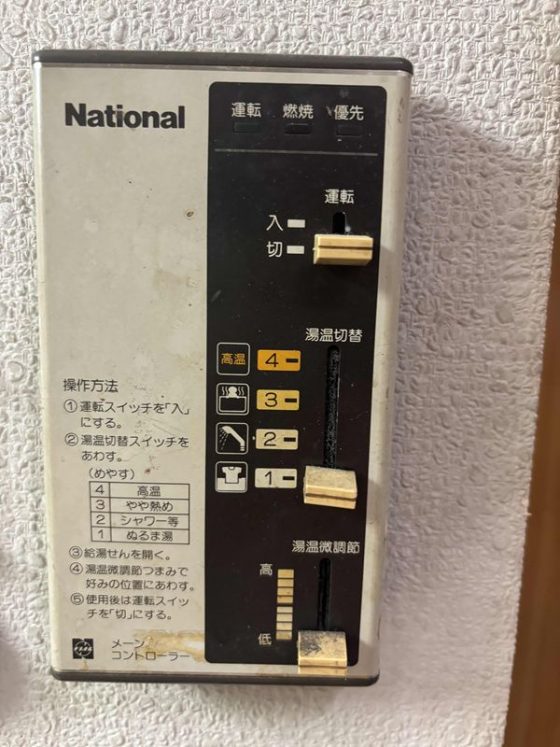 National
運転 燃焼 優先
運転
入
切
湯温切替
高温 4
3
2
1
湯温微調節
高
低
操作方法
①運転スイッチを「入」
にする。
②湯温切替スイッチを
あわす。
(めやす)
4 高温
3 やや熱め
2 シャワー等
1 ぬるま湯
③給湯せんを開く。
④湯温微調節つまみで
好みの位置にあわす。
⑤使用後は運転スイッ
チを「切」にする。
メーン
コントローラー